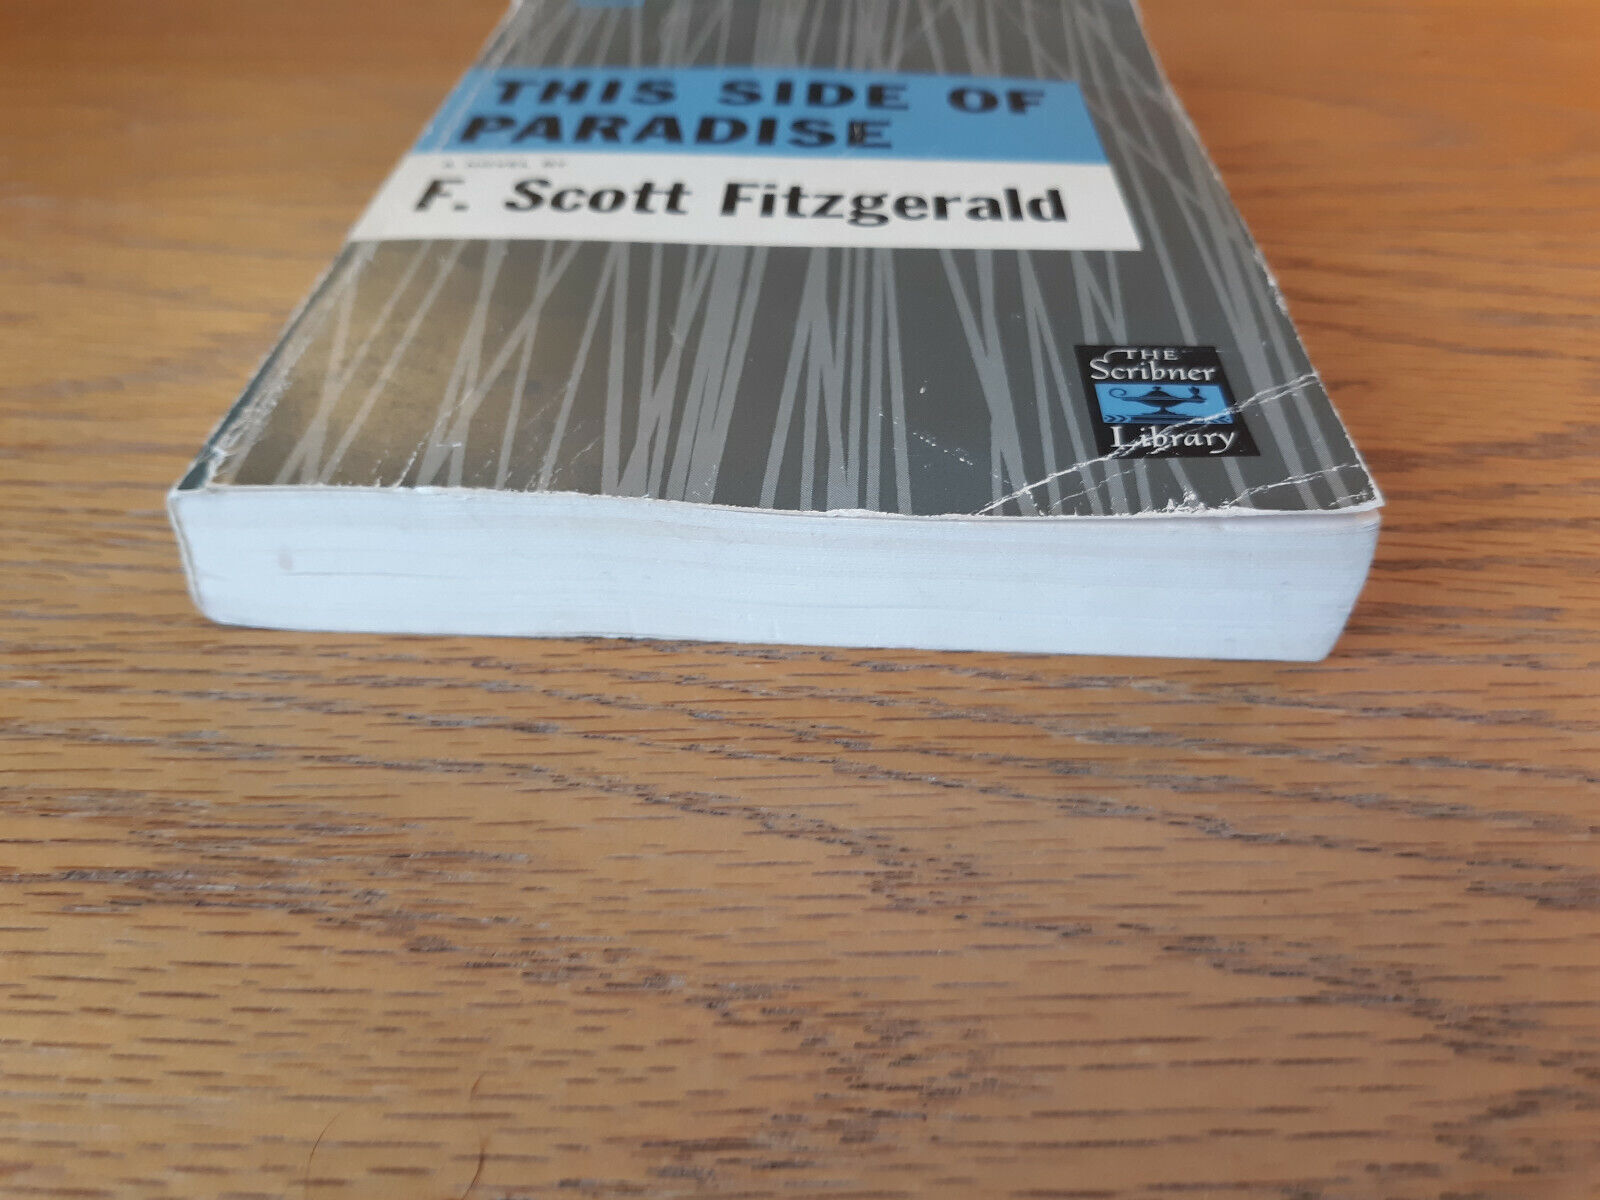 THIS SIDE OF
PARADISE
A NOVEL BY
F. Scott Fitzgerald
THE
Scribner
Library